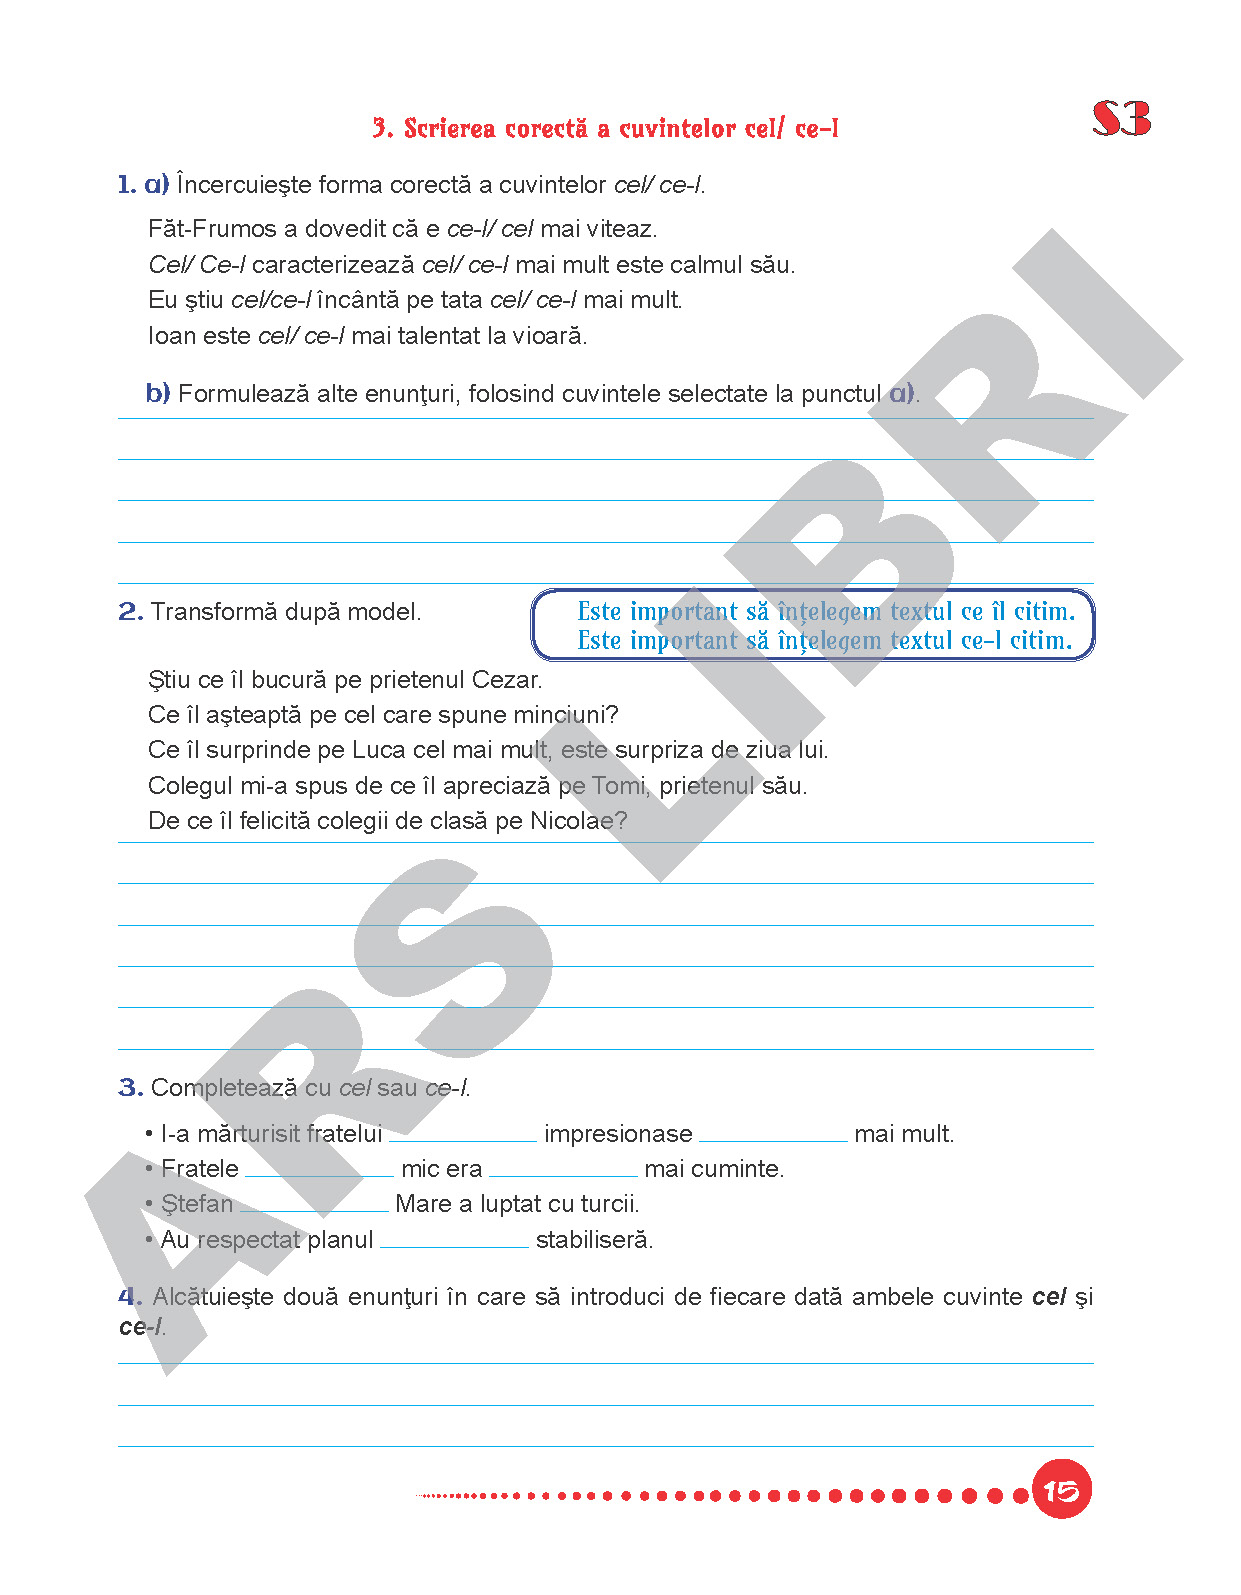 S3
3. Scrierea corectă a cuvintelor cel/ ce-l
1. a) Încercuieşte forma corectă a cuvintelor cel/ ce-l.
Făt-Frumos a dovedit că e ce-l/ cel mai viteaz.
Cel/ Ce-l caracterizează cel/ ce-l mai mult este calmul său.
Eu ştiu cel/ce-l încântă pe tata cel/ ce-l mai mult.
Ioan este cel/ ce-l mai talentat la vioară.
b) Formulează alte enunţuri, folosind cuvintele selectate la punctul a).
2. Transformă după model.
Este important să înţelegem textul ce îl citim.
Este important să înţelegem textul ce-l citim.
Ştiu ce îl bucură pe prietenul Cezar.
Ce îl aşteaptă pe cel care spune minciuni?
Ce îl surprinde pe Luca cel mai mult, este surpriza de ziua lui.
Colegul mi-a spus de ce îl apreciază pe Tomi, prietenul său.
De ce îl felicită colegii de clasă pe Nicolae?
3. Completează cu cel sau ce-l.
• I-a mărturisit fratelui ___________ impresionase ___________ mai mult.
• Fratele ___________ mic era ___________ mai cuminte.
• Ştefan ___________ Mare a luptat cu turcii.
• Au respectat planul ___________ stabiliseră.
4. Alcătuieşte două enunţuri în care să introduci de fiecare dată ambele cuvinte cel şi
ce-l.
15
ARS LIBRI